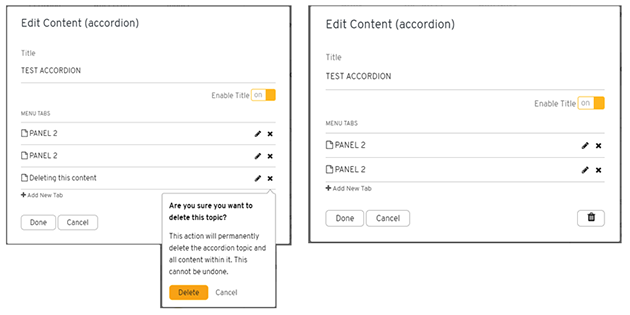 Edit Content (accordion)
Title
TEST ACCORDION
Enable Title on
MENU TABS
PANEL 2
PANEL 2
Deleting this content
Add New Tab
Done Cancel
Are you sure you want to
delete this topic?
This action will permanently
delete the accordion topic and
all content within it. This
cannot be undone.
Delete Cancel
Edit Content (accordion)
Title
TEST ACCORDION
Enable Title on
MENU TABS
PANEL 2
PANEL 2
Add New Tab
Done Cancel